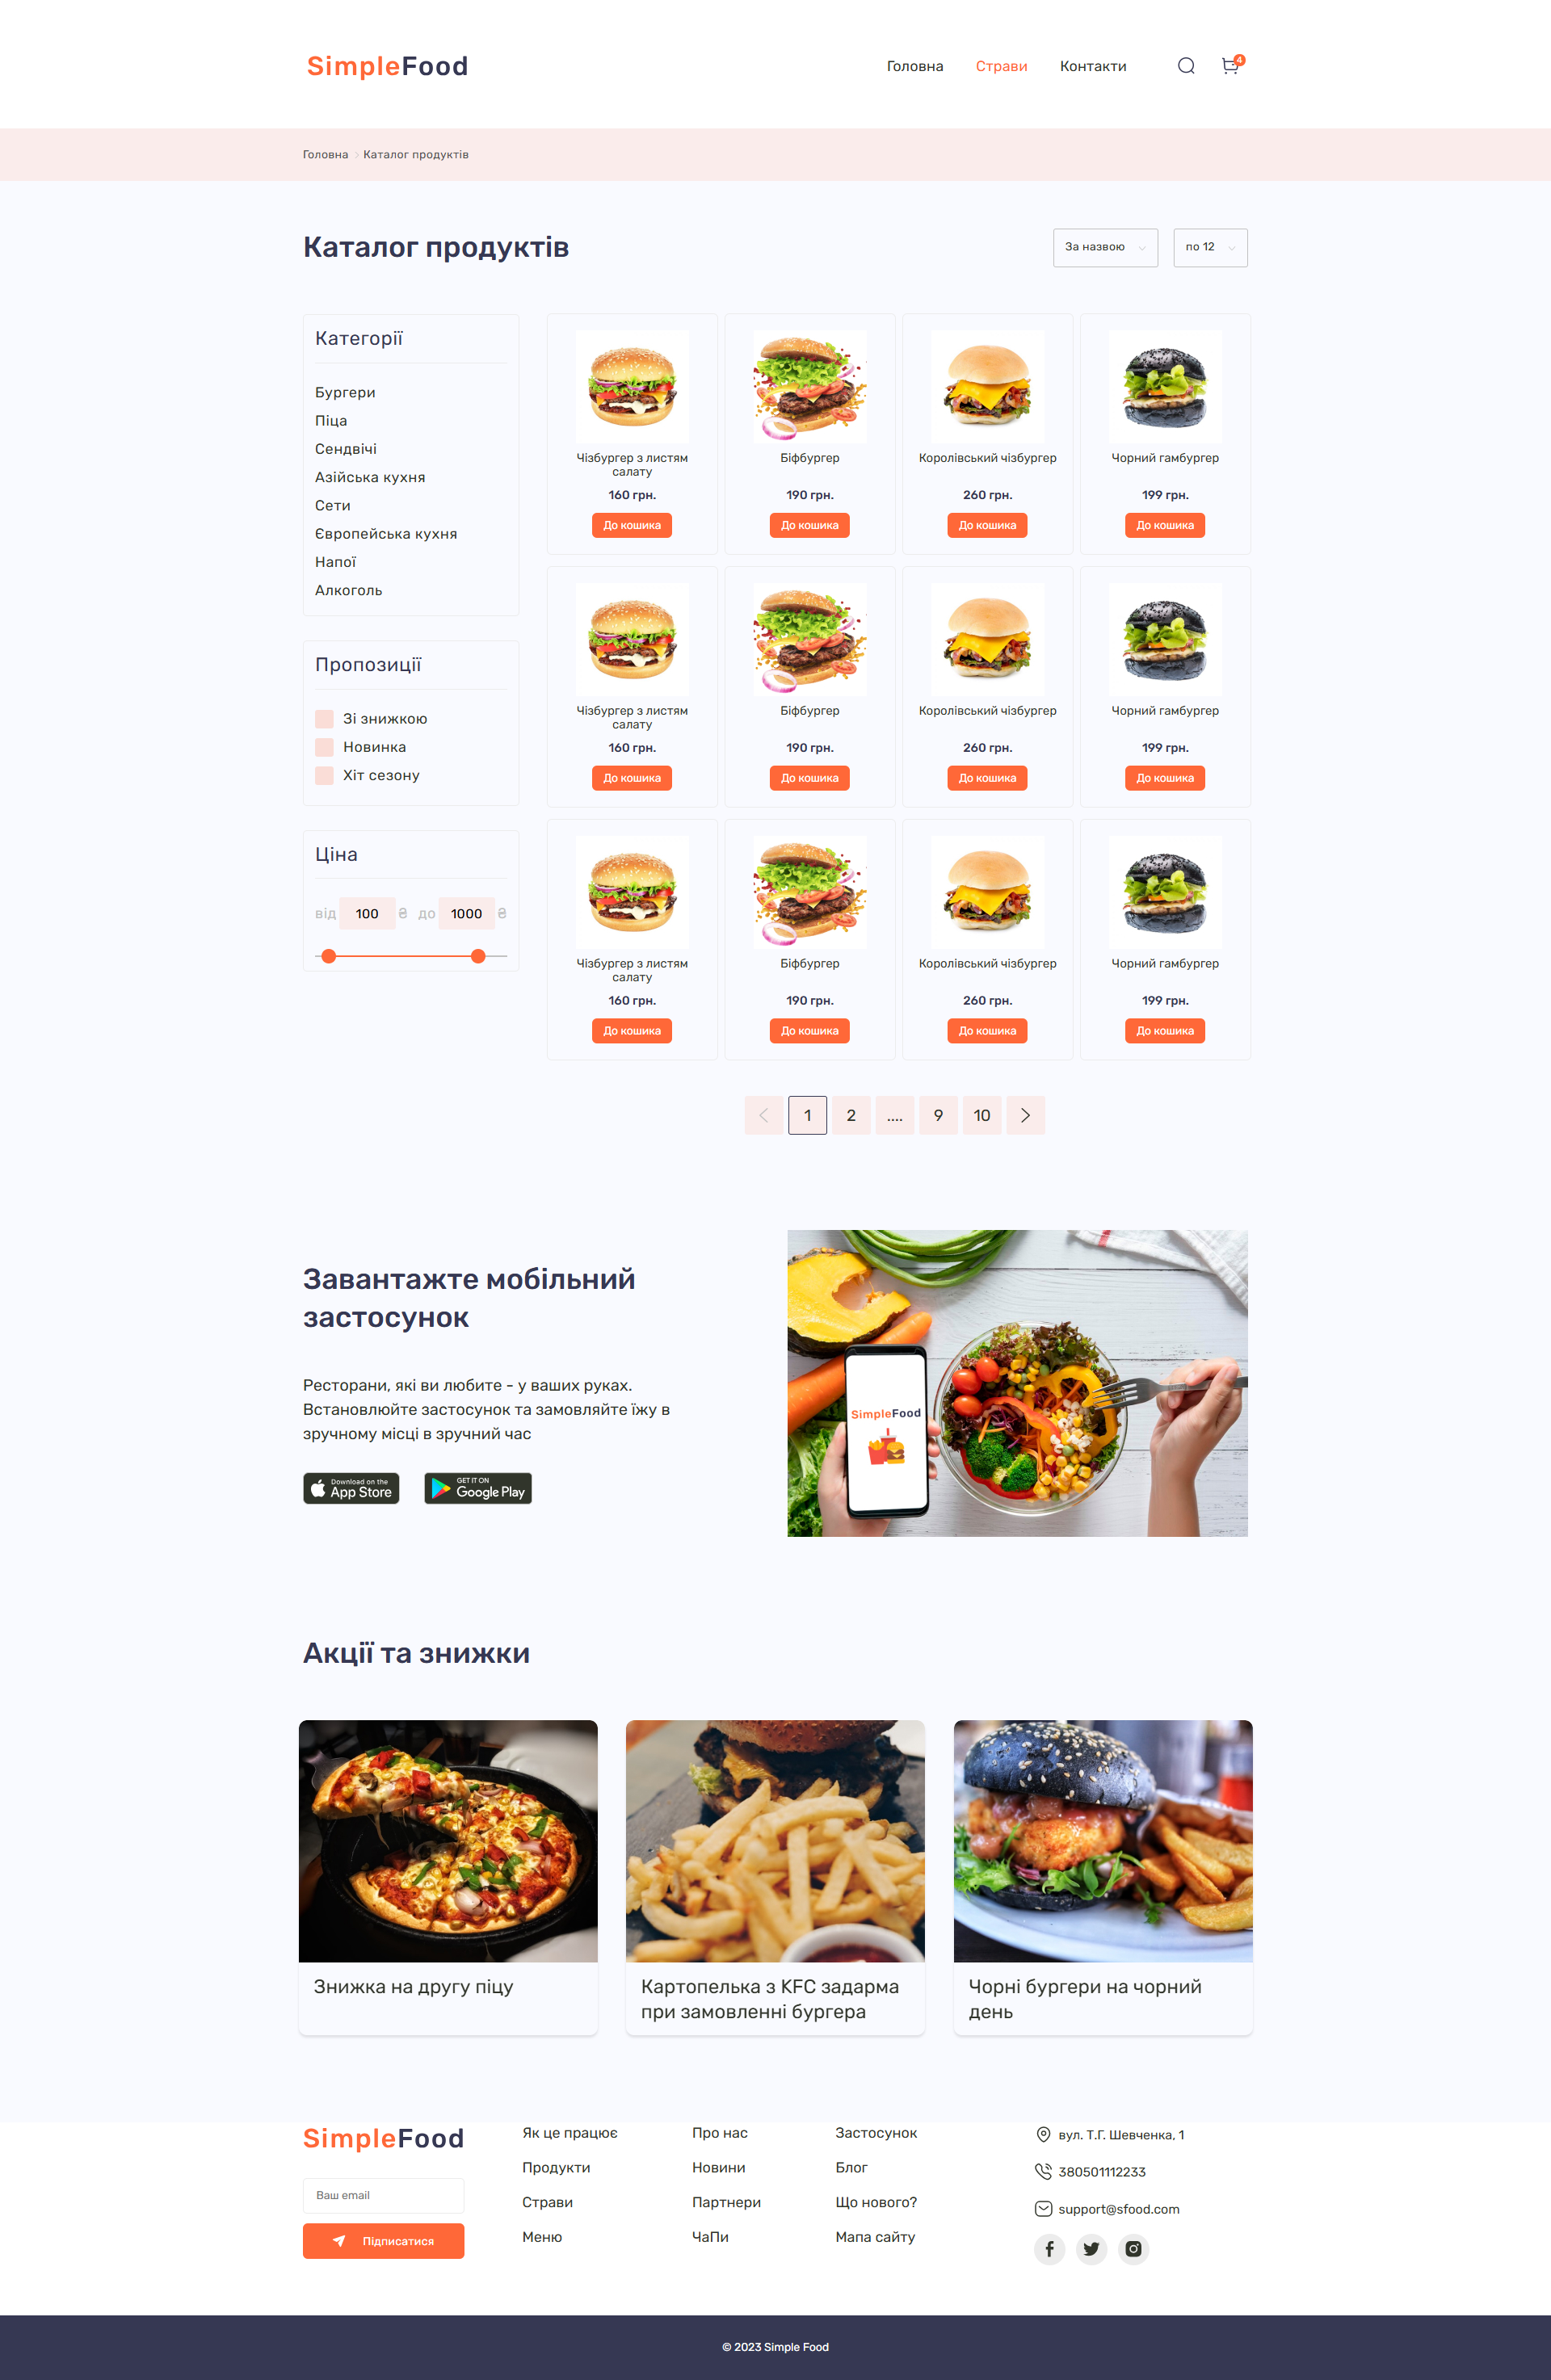 SimpleFood
Головна Страви Контакти 4
Головна Каталог продуктів
Каталог продуктів
За назвою по 12
Категорії
Бургери
Піца
Сендвічі
Азійська кухня
Сети
Європейська кухня
Напої
Алкоголь
Пропозиції
Зі знижкою
Новинка
Хіт сезону
Ціна
від 100 ₴ до 1000 ₴
Чізбургер з листям
салату
160 грн.
До кошика
Біфбургер
190 грн.
До кошика
Королівський чізбургер
260 грн.
До кошика
Чорний гамбургер
199 грн.
До кошика
Чізбургер з листям
салату
160 грн.
До кошика
Біфбургер
190 грн.
До кошика
Королівський чізбургер
260 грн.
До кошика
Чорний гамбургер
199 грн.
До кошика
Чізбургер з листям
салату
160 грн.
До кошика
Біфбургер
190 грн.
До кошика
Королівський чізбургер
260 грн.
До кошика
Чорний гамбургер
199 грн.
До кошика
1 2 .... 9 10
Завантажте мобільний
застосунок
Ресторани, які ви любите - у ваших руках.
Встановлюйте застосунок та замовляйте їжу в
зручному місці в зручний час
Download on the
App Store
GET IT ON
Google Play
SimpleFood
Акції та знижки
Знижка на другу піцу
Картопелька з KFC задарма
при замовленні бургера
Чорні бургери на чорний
день
SimpleFood
Ваш email
Підписатися
Як це працює
Продукти
Страви
Меню
Про нас
Новини
Партнери
ЧаПи
Застосунок
Блог
Що нового?
Мапа сайту
вул. Т.Г. Шевченка, 1
380501112233
support@sfood.com
© 2023 Simple Food